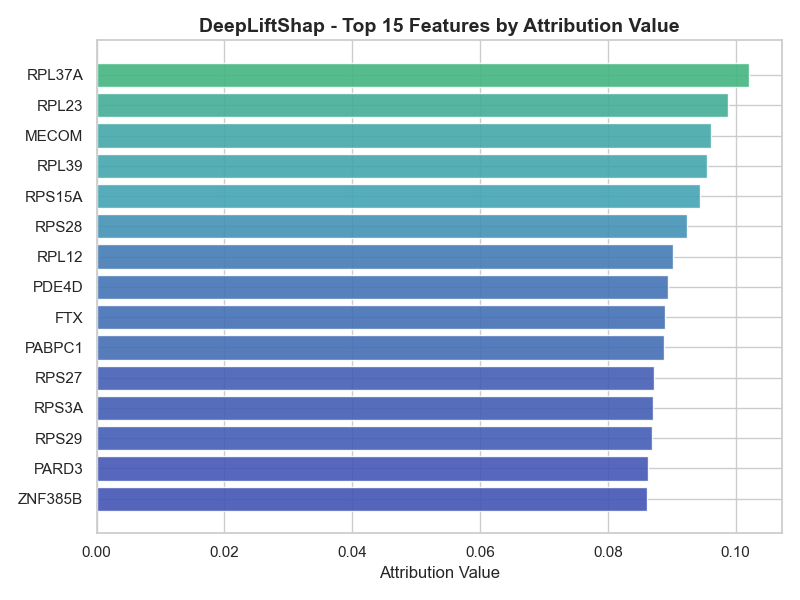 DeepLiftShap - Top 15 Features by Attribution Value
RPL37A
RPL23
MECOM
RPL39
RPS15A
RPS28
RPL12
PDE4D
FTX
PABPC1
RPS27
RPS3A
RPS29
PARD3
ZNF385B
0.00 0.02 0.04 0.06 0.08 0.10
Attribution Value